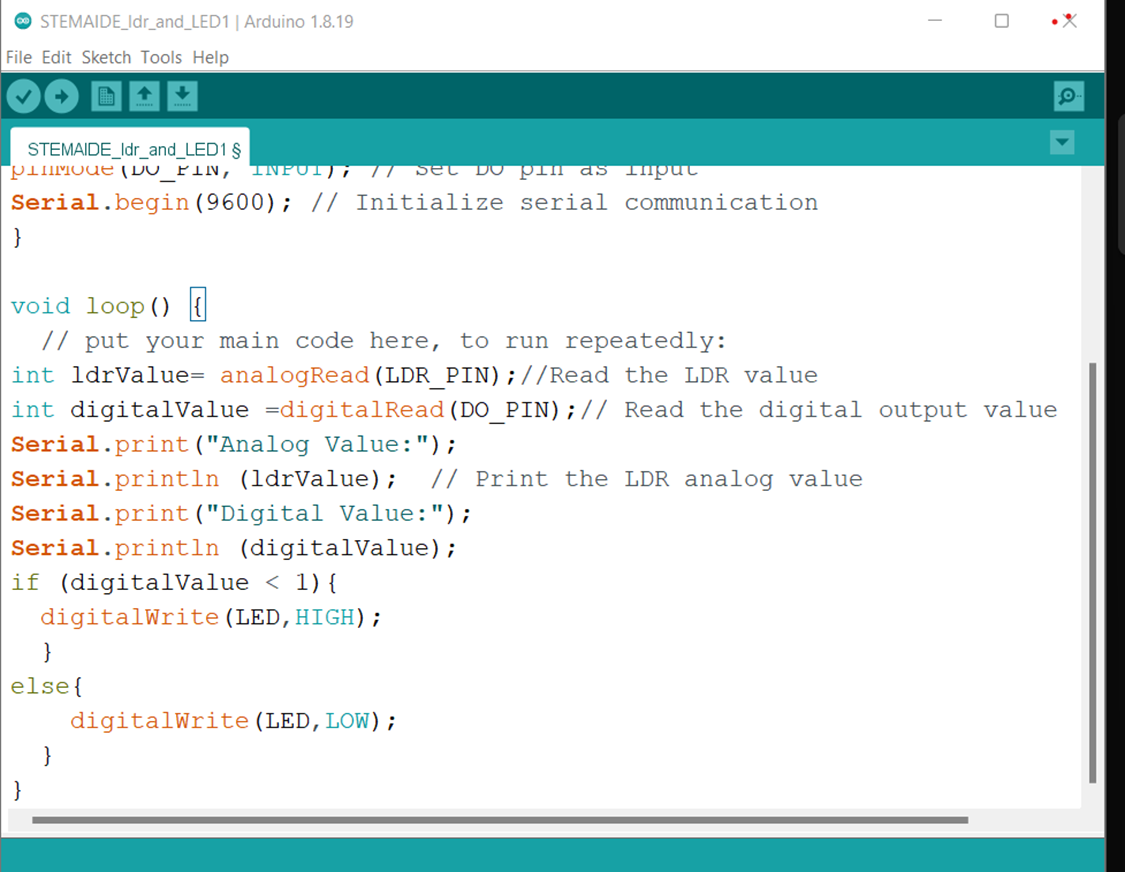 STEMAIDE_ldr_and_LED1 | Arduino 1.8.19
File Edit Sketch Tools Help
STEMAIDE_ldr_and_LED1 §
pinMode(DO_PIN, INPUT); // Set DO pin as input
Serial.begin(9600); // Initialize serial communication
}
void loop() {
  // put your main code here, to run repeatedly:
int ldrValue= analogRead(LDR_PIN);//Read the LDR value
int digitalValue =digitalRead(DO_PIN);// Read the digital output value
Serial.print("Analog Value:");
Serial.println (ldrValue);  // Print the LDR analog value
Serial.print("Digital Value:");
Serial.println (digitalValue);
if (digitalValue < 1){
  digitalWrite(LED,HIGH);
  }
else{
    digitalWrite(LED,LOW);
  }
}